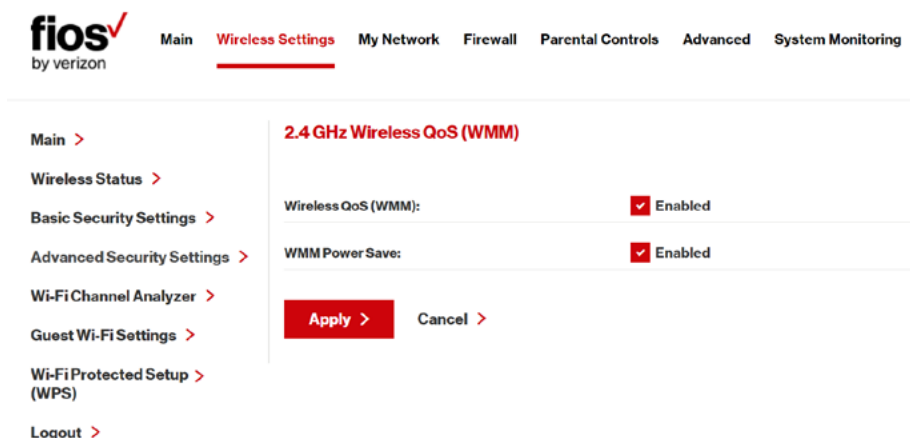 fios
by verizon
Main Wireless Settings My Network Firewall Parental Controls Advanced System Monitoring
Main >
Wireless Status >
Basic Security Settings >
Advanced Security Settings >
Wi-Fi Channel Analyzer >
Guest Wi-Fi Settings >
Wi-Fi Protected Setup >
(WPS)
Logout >
2.4 GHz Wireless QoS (WMM)
Wireless QoS (WMM): Enabled
WMM Power Save: Enabled
Apply > Cancel >